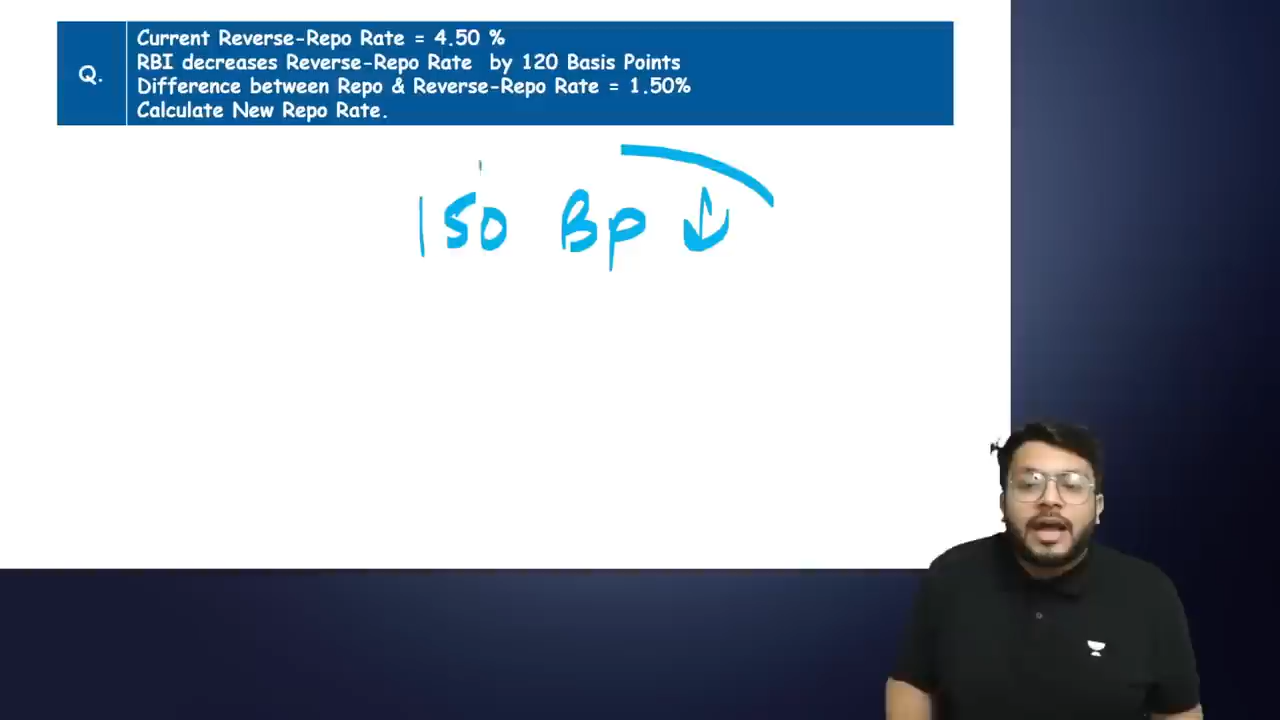 Q.
Current Reverse-Repo Rate = 4.50 %
RBI decreases Reverse-Repo Rate by 120 Basis Points
Difference between Repo & Reverse-Repo Rate = 1.50%
Calculate New Repo Rate.
150 Bp ↓